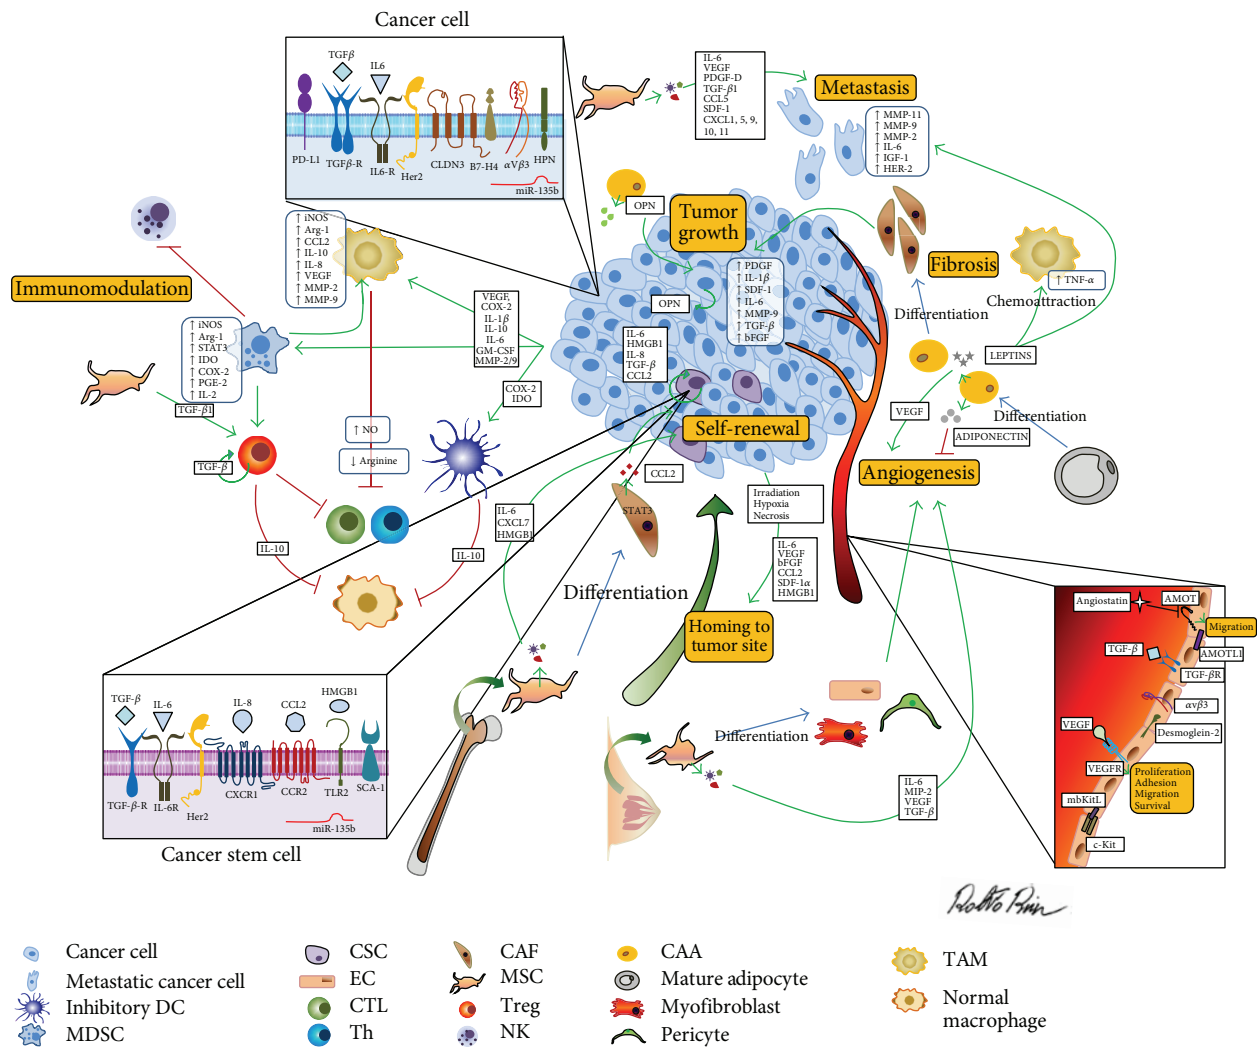 Cancer cell
TGFβ
IL6
PD-L1
TGFβ-R
IL6-R
Her2
CLDN3
B7-H4
αVβ3
HPN
miR-135b
IL-6
VEGF
PDGF-D
TGF-β1
CCL5
SDF-1
CXCL1, 5, 9,
10, 11
Metastasis
↑ MMP-11
↑ MMP-9
↑ MMP-2
↑ IL-6
↑ IGF-1
↑ HER-2
OPN
Tumor
growth
OPN
↑ PDGF
↑ IL-1β
↑ SDF-1
↑ IL-6
↑ MMP-9
↑ TGF-β
↑ bFGF
IL-6
HMGB1
IL-8
TGF-β
CCL2
Self-renewal
Fibrosis
↑ TNF-α
Chemoattraction
Differentiation
LEPTINS
VEGF
Differentiation
ADIPONECTIN
Angiogenesis
Immunomodulation
↑ iNOS
↑ Arg-1
↑ CCL2
↑ IL-10
↑ IL-8
↑ VEGF
↑ MMP-2
↑ MMP-9
↑ iNOS
↑ Arg-1
↑ STAT3
↑ IDO
↑ COX-2
↑ PGE-2
↑ IL-2
TGF-β1
TGF-β
VEGF,
COX-2
IL-1β
IL-10
IL-6
GM-CSF
MMP-2/9
COX-2
IDO
↑ NO
↓ Arginine
IL-10
IL-10
IL-6
CXCL7
HMGB1
CCL2
STAT3
Irradiation
Hypoxia
Necrosis
IL-6
VEGF
bFGF
CCL2
SDF-1α
HMGB1
Differentiation
Homing to
tumor site
Differentiation
IL-6
MIP-2
VEGF
TGF-β
TGF-β
IL-6
IL-8
CCL2
HMGB1
TGF-β-R
IL-6R
Her2
CXCR1
CCR2
TLR2
SCA-1
miR-135b
Cancer stem cell
Angiostatin
AMOT
Migration
AMOTL1
TGF-β
TGF-βR
αvβ3
VEGF
Desmoglein-2
VEGFR
Proliferation
Adhesion
Migration
Survival
mbKitL
c-Kit
Cancer cell
Metastatic cancer cell
Inhibitory DC
MDSC
CSC
EC
CTL
Th
CAF
MSC
Treg
NK
CAA
Mature adipocyte
Myofibroblast
Pericyte
TAM
Normal
macrophage